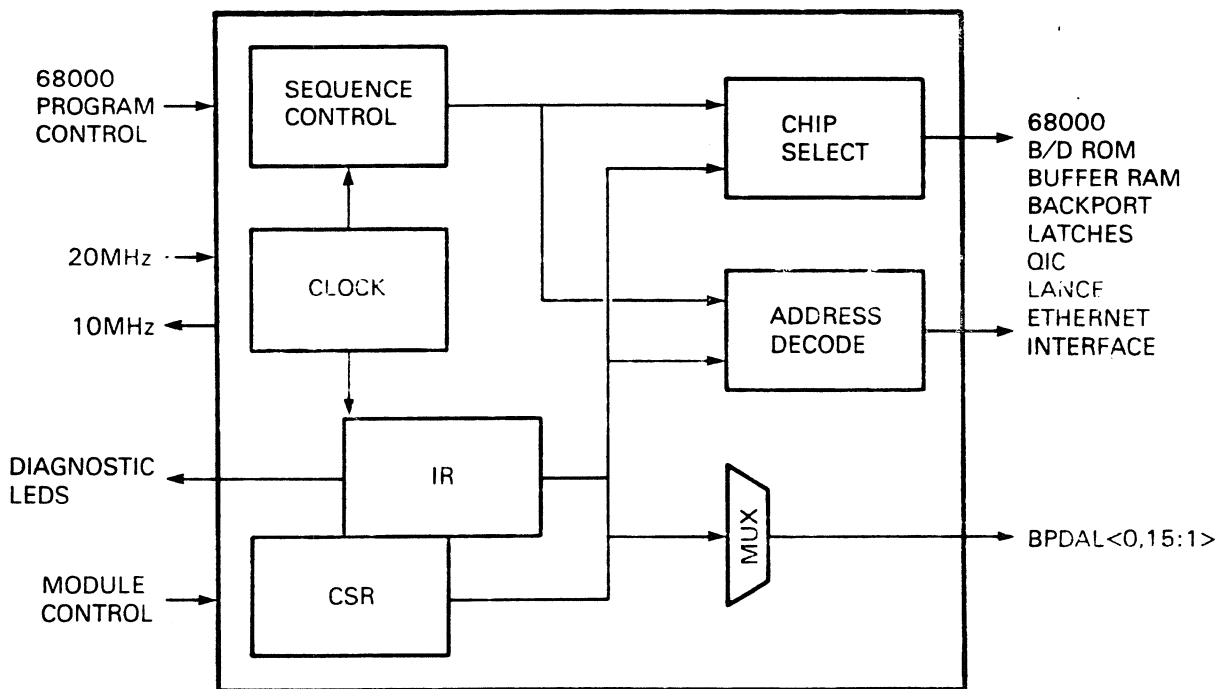 68000
PROGRAM
CONTROL
SEQUENCE
CONTROL
CHIP
SELECT
68000
B/D ROM
BUFFER RAM
BACKPORT
LATCHES
QIC
LANCE
ETHERNET
INTERFACE
20MHz
10MHz
CLOCK
ADDRESS
DECODE
DIAGNOSTIC
LEDS
IR
MUX
BPDAL<0,15:1>
MODULE
CONTROL
CSR